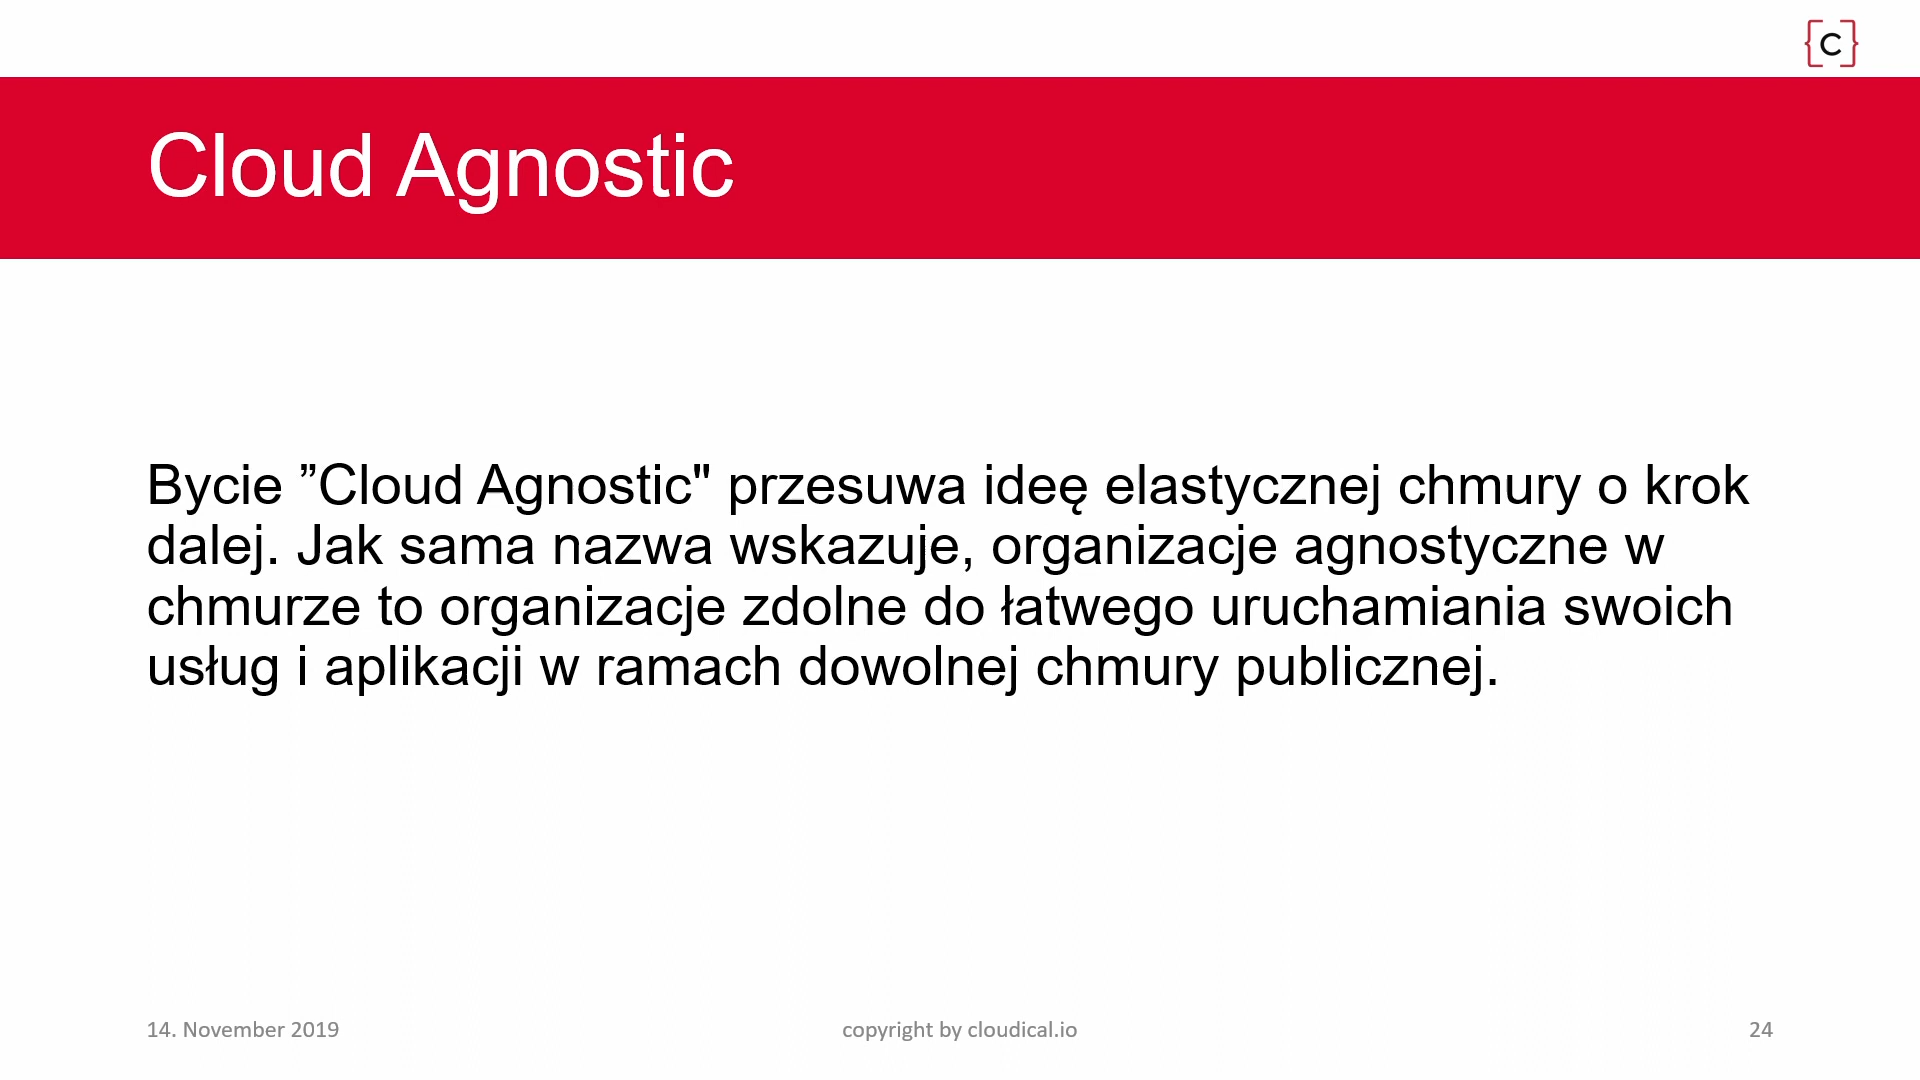 [C]
Cloud Agnostic
Bycie ”Cloud Agnostic" przesuwa ideę elastycznej chmury o krok
dalej. Jak sama nazwa wskazuje, organizacje agnostyczne w
chmurze to organizacje zdolne do łatwego uruchamiania swoich
usług i aplikacji w ramach dowolnej chmury publicznej.
14. November 2019
copyright by cloudical.io
24